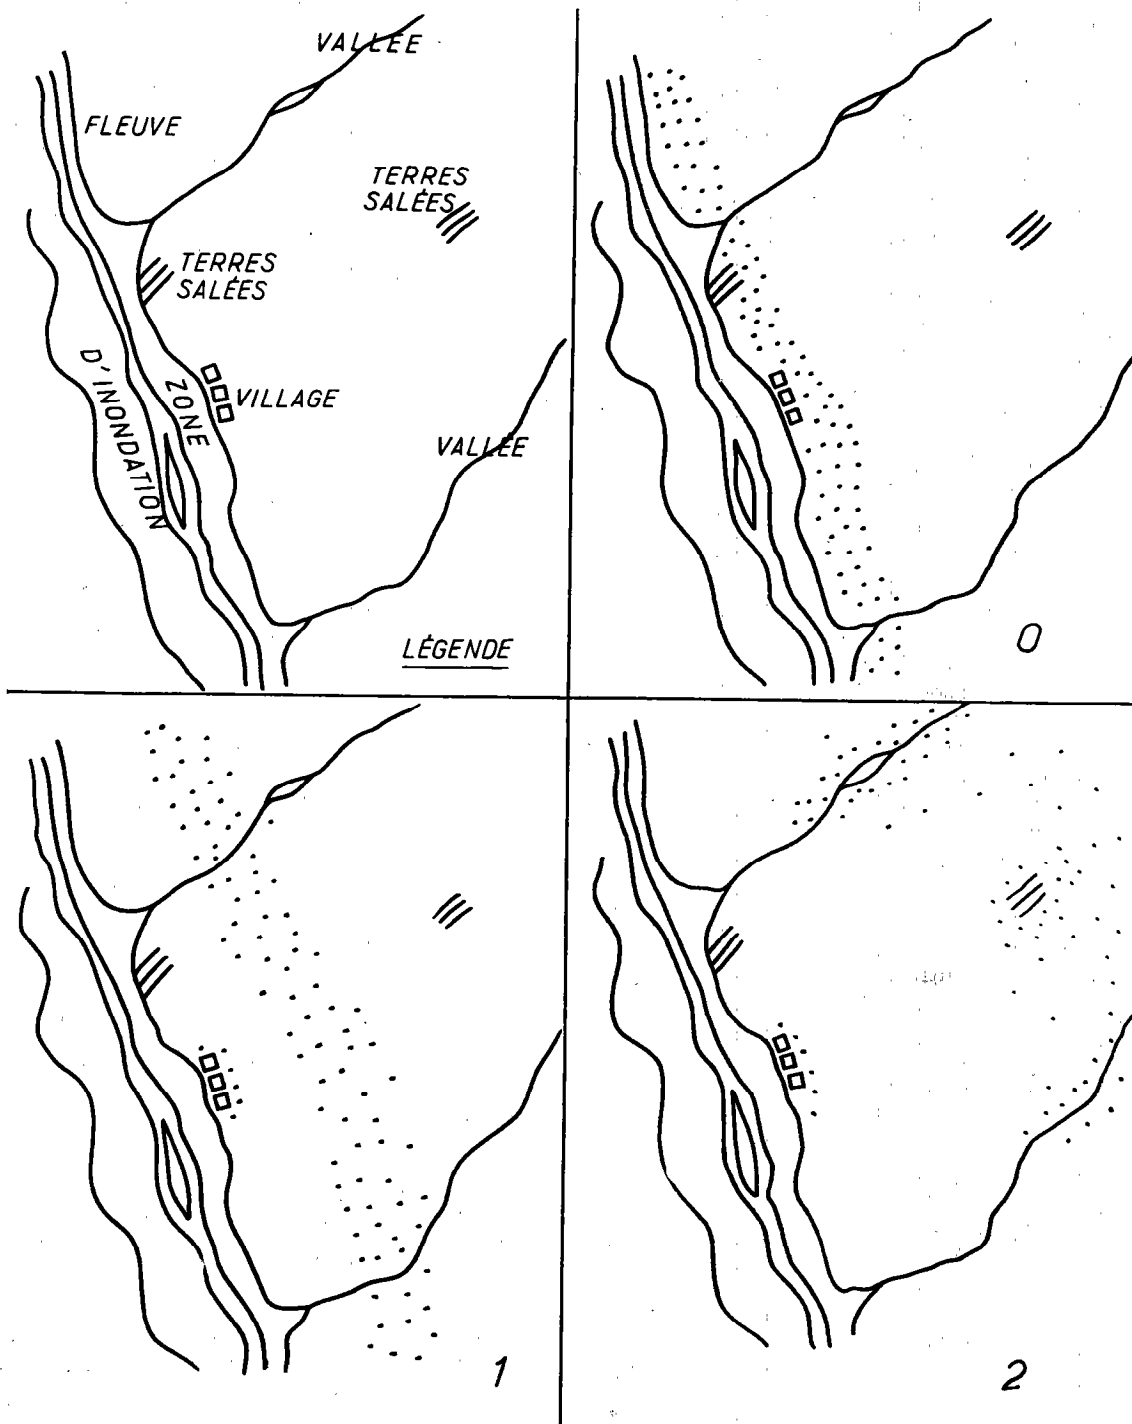 VALLÉE
FLEUVE
TERRES
SALÉES
TERRES
SALÉES
D'INONDATION
ZONE
VILLAGE
VALLÉE
LÉGENDE
0
1
2